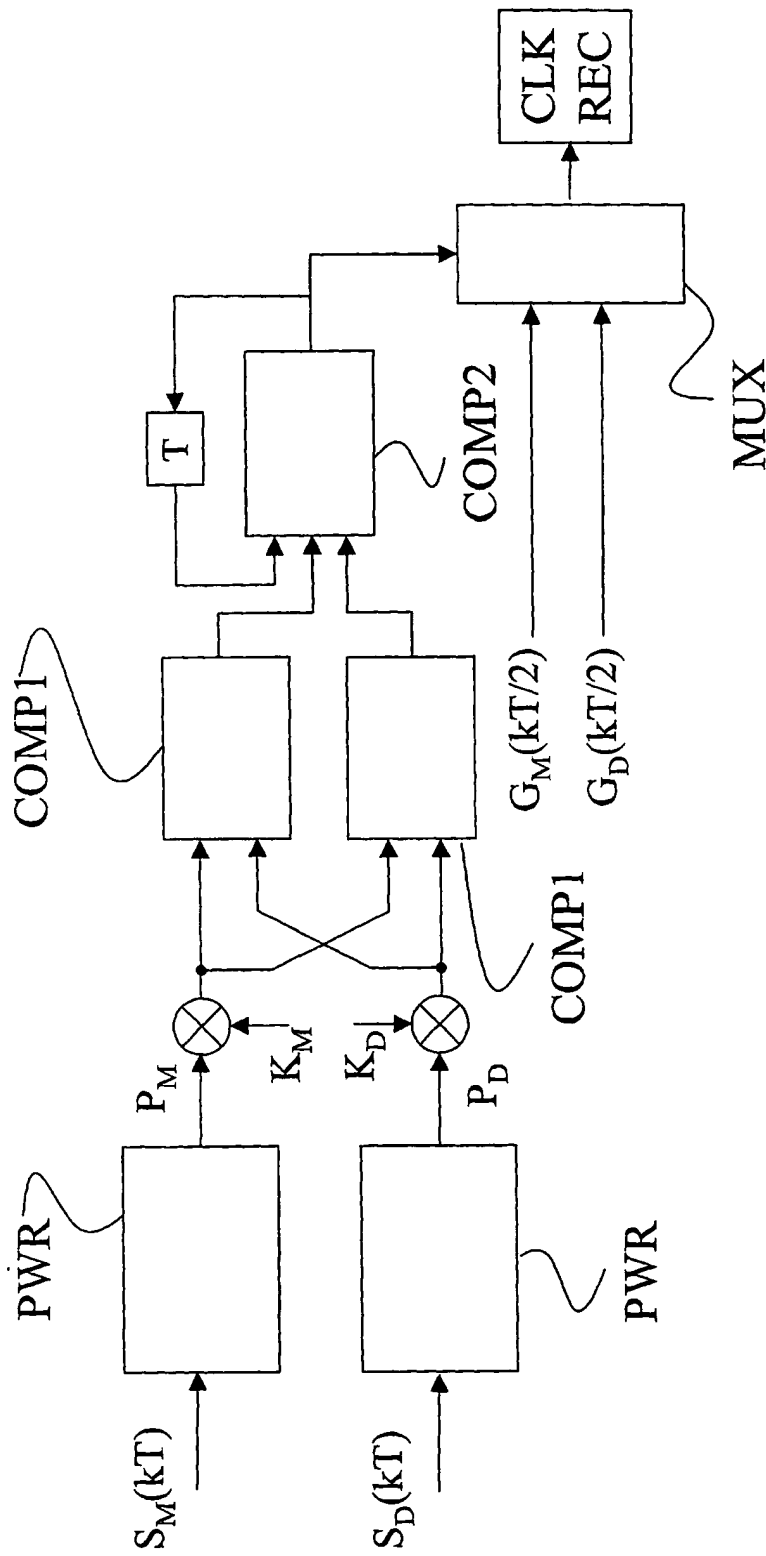 PWR
COMP1
S_M(kT)
P_M
K_M
T
K_D
S_D(kT)
P_D
PWR
COMP1
COMP2
G_M(kT/2)
G_D(kT/2)
MUX
CLK
REC